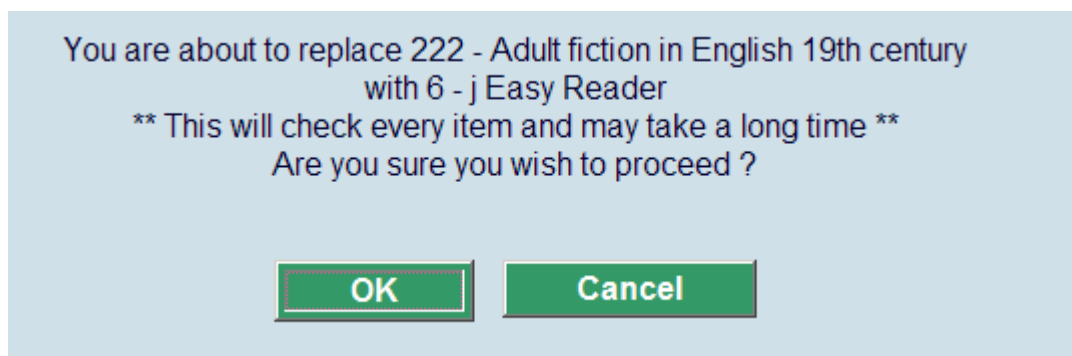 You are about to replace 222 - Adult fiction in English 19th century
with 6 - j Easy Reader
** This will check every item and may take a long time **
Are you sure you wish to proceed ?
OK Cancel